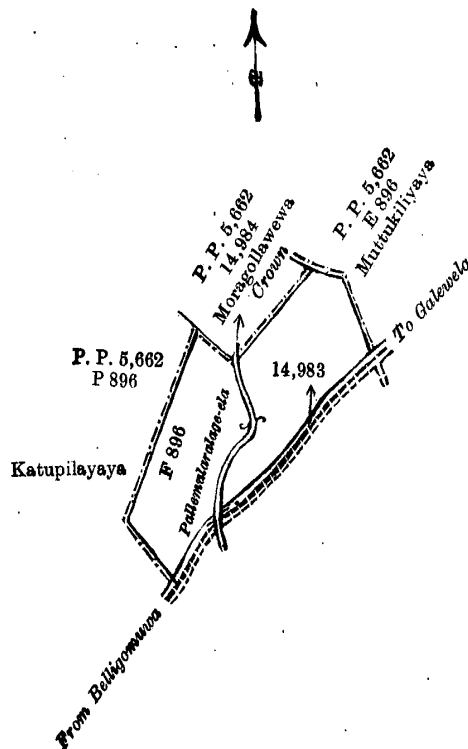 P. P. 5,662
14,984
Moragollawewa
Crown
P. P. 5,662
E 896
Muttukiliyaya
To Galewela
P. P. 5,662
P 896
14,983
F 896
Katupilayaya
Pallemalaralage-ela
From Belligomuwa